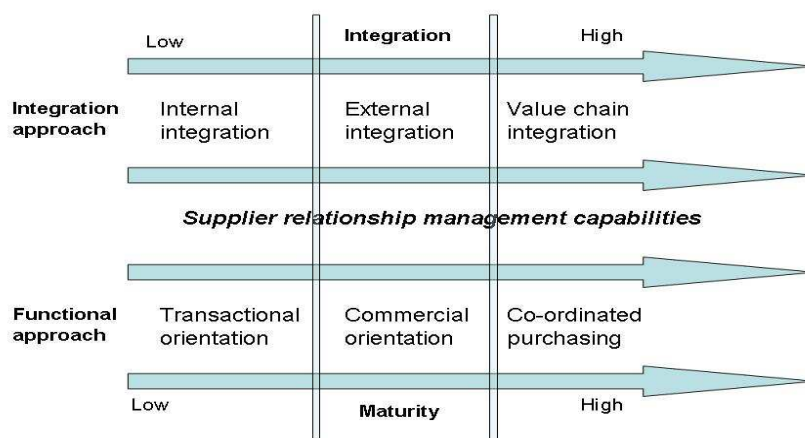 Low Integration High
Integration approach
Internal integration
External integration
Value chain integration
Supplier relationship management capabilities
Functional approach
Transactional orientation
Commercial orientation
Co-ordinated purchasing
Low Maturity High